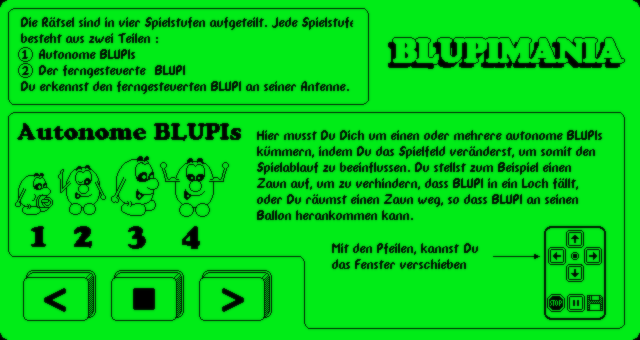 Die Rätsel sind in vier Spielstufen aufgeteilt. Jede Spielstufe
besteht aus zwei Teilen :
① Autonome BLUPIs
② Der ferngesteuerte BLUPI
Du erkennst den ferngesteuerten BLUPI an seiner Antenne.
BLUPIMANIA
Autonome BLUPIs
1 2 3 4
Hier musst Du Dich um einen oder mehrere autonome BLUPIs
kümmern, indem Du das Spielfeld veränderst, um somit den
Spielablauf zu beeinflussen. Du stellst zum Beispiel einen
Zaun auf, um zu verhindern, dass BLUPI in ein Loch fällt,
oder Du räumst einen Zaun weg, so dass BLUPI an seinen
Ballon herankommen kann.
Mit den Pfeilen, kannst Du
das Fenster verschieben
STOP